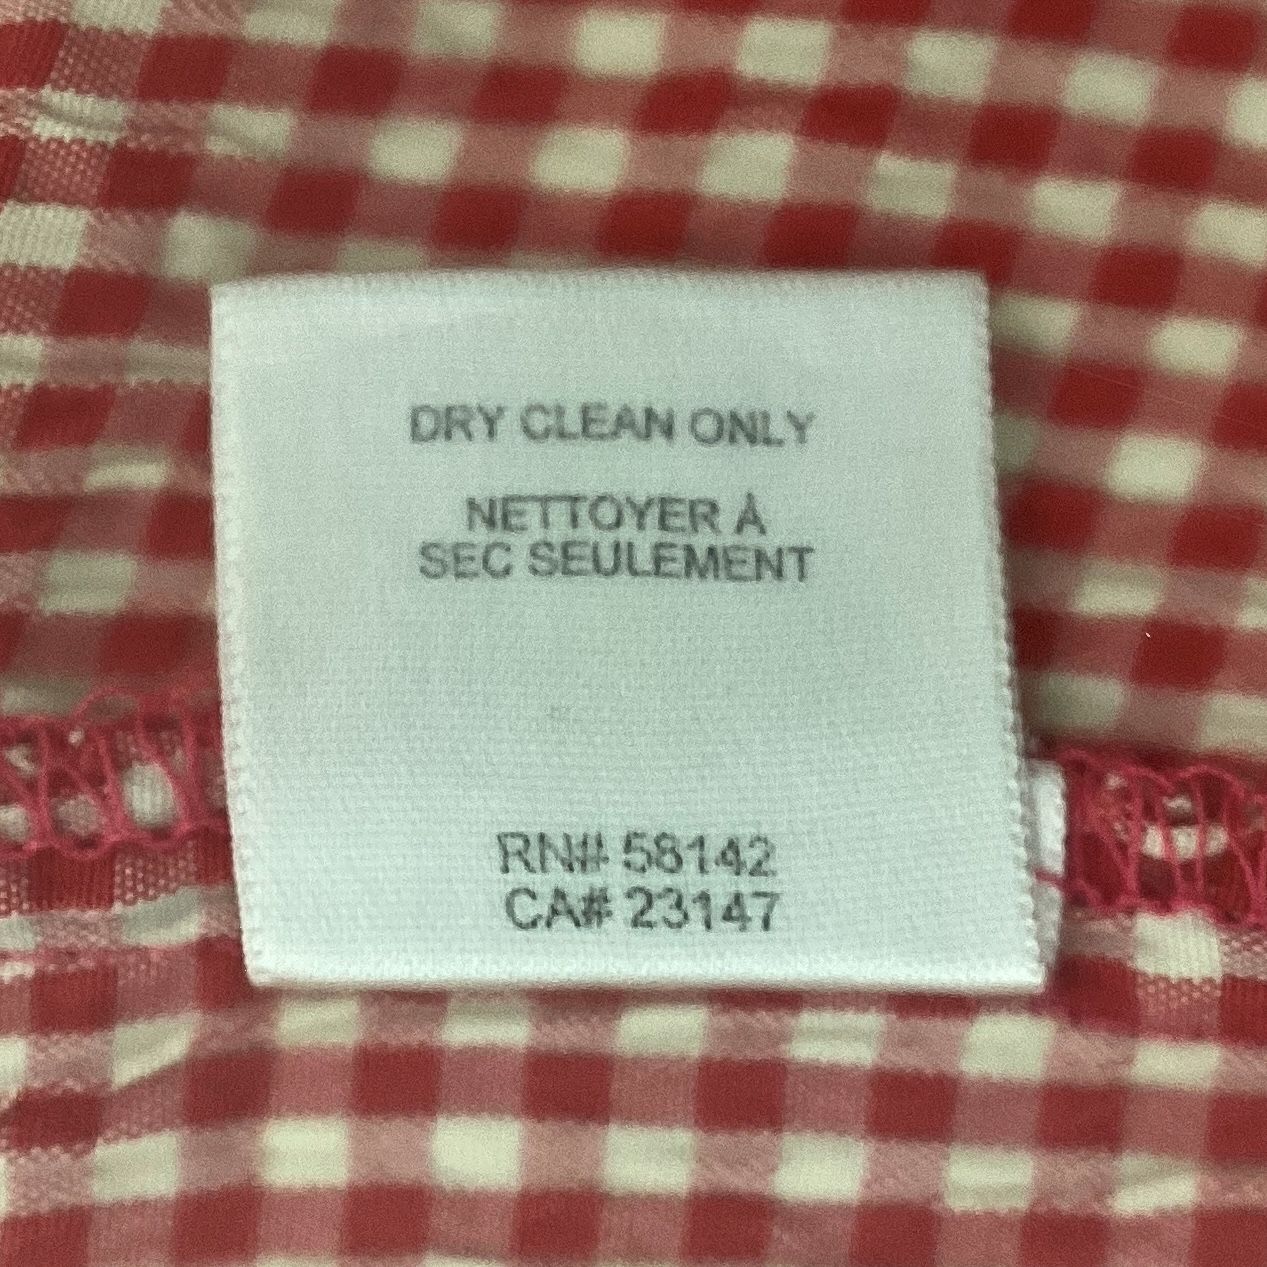 DRY CLEAN ONLY
NETTOYER À
SEC SEULEMENT
RN# 58142
CA# 23147